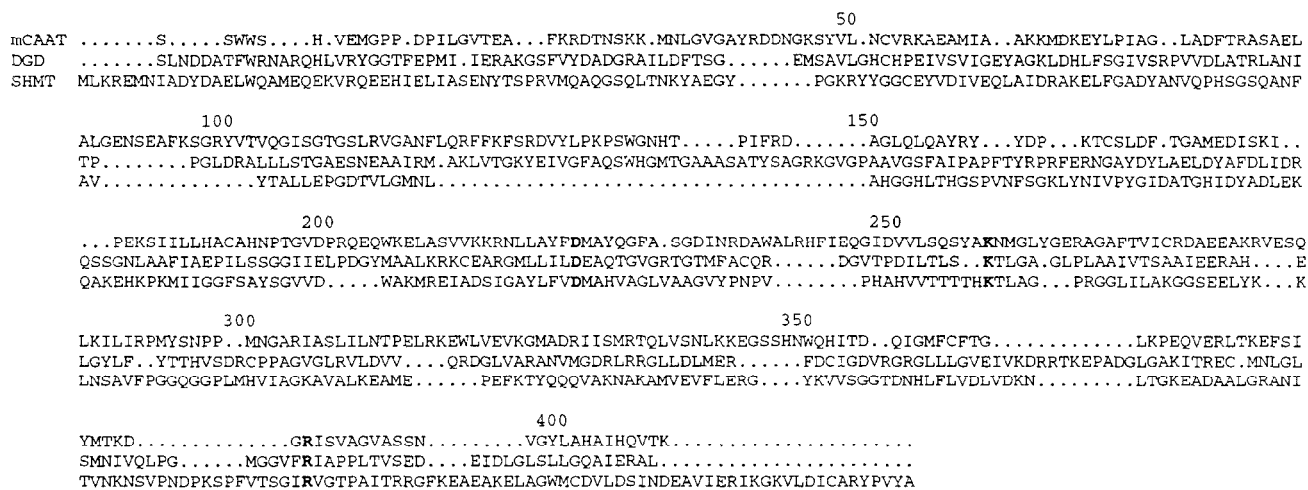 50
mCAAT .......S.....SWWS....H.VEMGPP.DPILGVTEA...FKRDTNSKK.MNLGVGAYRDDNGKSYVL.NCVRKAEAMIA..AKKMDKEYLPIAG..LADFTRASAEL
DGD .......SLNDDATFWRNARQHLVRYGGTFEPMI.IERAKGSFVYDADGRAILDFTSG....EMSAVLGHCHPEIVSVIGEYAGKLDHLFSGIVSRPVVDLATRLANI
SHMT MLKREMNIADYDAELWQAMEQEKVRQEEHIELIASENYTSPRVMQAQGSQLTNKYAEGY.......PGKRYYGGCEYVDIVEQLAIDRAKELFGADYANVQPHSGSQANF
100 150
ALGENSEAFKSGRYVTVQGISGTGSLRVGANFLQRFFKFSRDVYLPKPSWGNHT.....PIFRD.......AGLQLQAYRY...YDP...KTCSLDF.TGAMEDISKI..
TP........PGLDRALLLSTGAESNEAAIRM.AKLVTGKYEIVGFAQSWHGMTGAAASATYSAGRKGVGPAAVGSFAIPAPFTYRPRFERNGAYDYLAELDYAFDLIDR
AV.............YTALLEPGDTVLGMNL....................................AHGGHLTHGSPVNFSGKLYNIVPYGIDATGHIDYADLEK
200 250
...PEKSIILLHACAHNPTGVDPRQEQWKELASVVKKRNLLAYFDMAYQGFA.SGDINRDAWALRHFIEQGIDVVLSQSYAKNMGLYGERAGAFTVICRDAEEAKRVESQ
QSSGNLAAFIAEPILSSGGIIELPDGYMAALKRKCEARGMLLILDEAQTGVGRTGTMFACQR......DGVTPDILTLS..KTLGA.GLPLAAIVTSAAIEERAH....E
QAKEHKPKMIIGGFSAYSGVVD.....WAKMREIADSIGAYLFVDMAHVAGLVAAGVYPNPV.......PHAHVVTTTTHKTLAG...PRGGLILAKGGSEELYK...K
300 350
LKILIRPMYSNPP..MNGARIASLILNTPELRKEWLVEVKGMADRIISMRTQLVSNLKKEGSSHNWQHITD..QIGMFCFTG..............LKPEQVERLTKEFSI
LGYLF..YTTHVSDRCPPAGVGLRVLDVV....QRDGLVARANVMGDRLRRGLLDLMER.......FDCIGDVRGRGLLLGVEIVKDRRTKEPADGLGAKITREC.MNLGL
LNSAVFPGGQGGPLMHVIAGKAVALKEAME......PEFKTYQQQVAKNAKAMVEVFLERG....YKVVSGGTDNHLFLVDLVDKN.........LTGKEADAALGRANI
400
YMTKD..............GRISVAGVASSN.........VGYLAHAIHQVTK.......................
SMNIVQLPG......MGGVFRIAPPLTVSED....EIDLGLSLLGQAIERAL........................
TVNKNSVPNDPKSPFVTSGIRVGTPAITRRGFKEAEAKELAGWMCDVLDSINDEAVIERIKGKVLDICARYPVYA